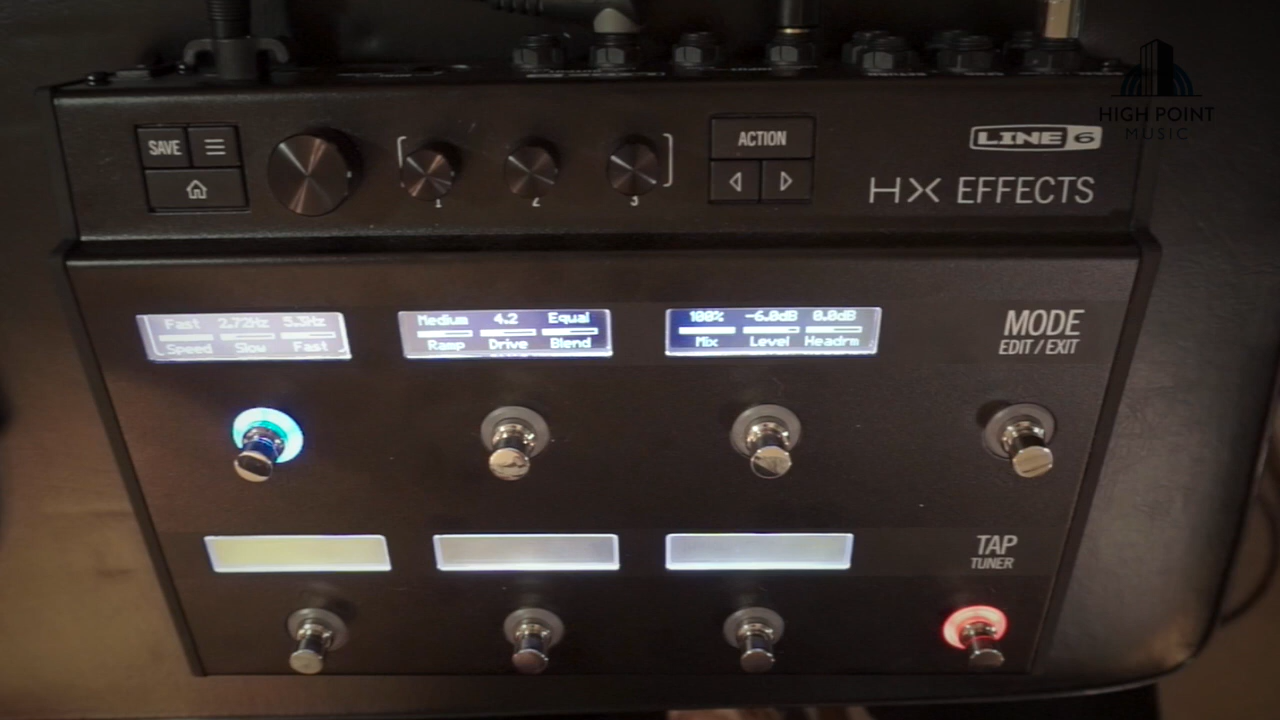 HIGH POINT
MUSIC
SAVE
ACTION
LINE 6
HX EFFECTS
1 2 3
Fast 2.72Hz 5.3Hz
Speed Slow Fast
Medium 4.2 Equal
Ramp Drive Blend
100% -6.0dB 0.0dB
Mix Level Headrm
MODE
EDIT / EXIT
TAP
TUNER